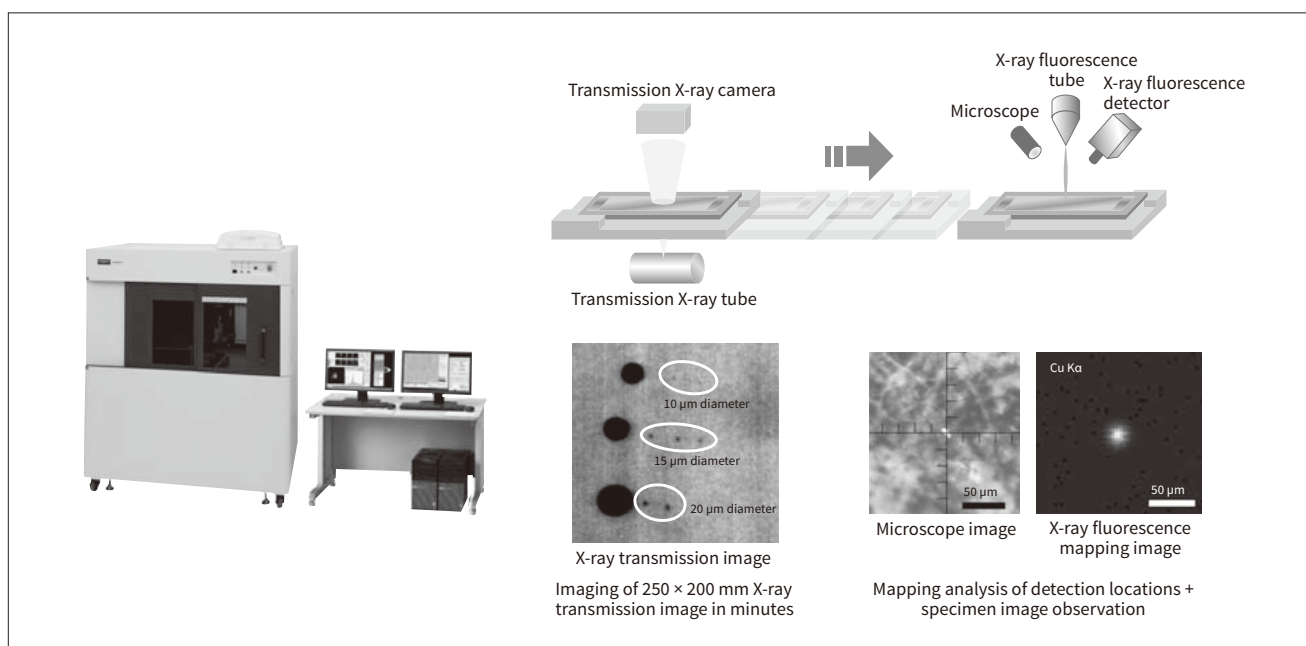 X-ray fluorescence
tube
X-ray fluorescence
detector
Transmission X-ray camera
Microscope
Transmission X-ray tube
10 µm diameter
15 µm diameter
20 µm diameter
X-ray transmission image
Imaging of 250 × 200 mm X-ray
transmission image in minutes
50 µm
Microscope image
Cu Kα
50 µm
X-ray fluorescence
mapping image
Mapping analysis of detection locations +
specimen image observation